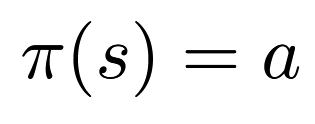 π(s) = a